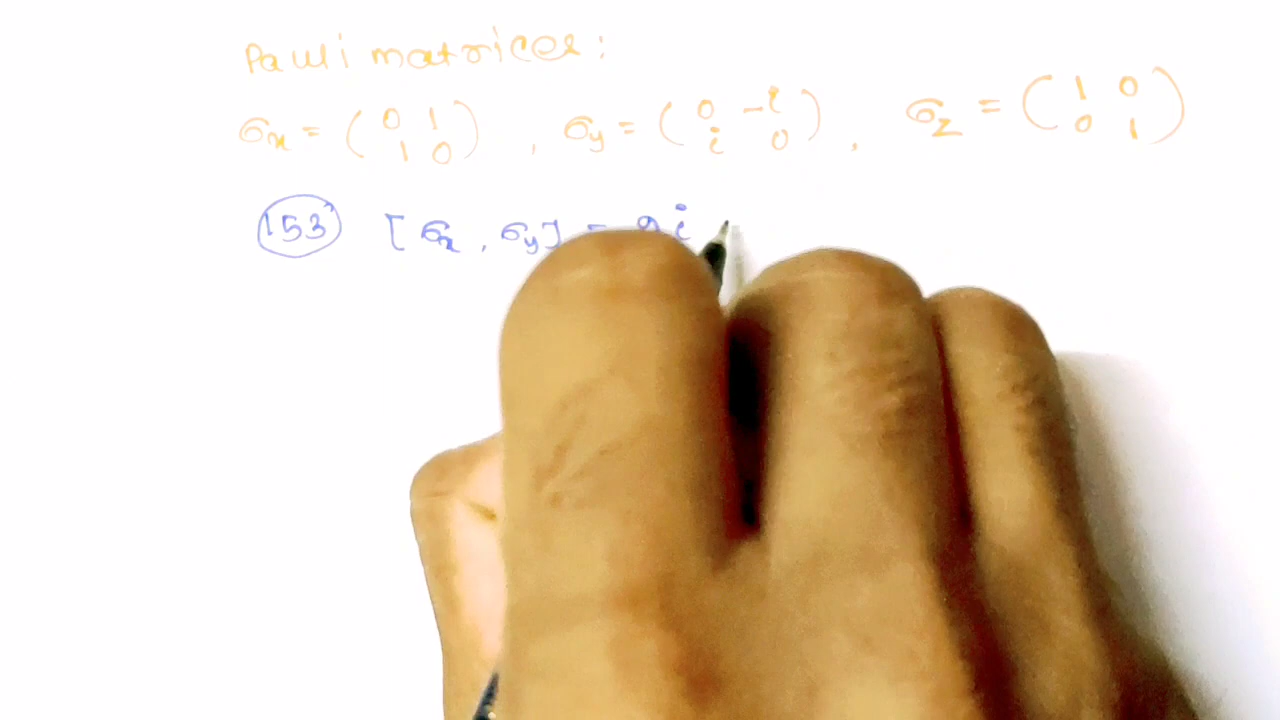 Pauli matrices:
σx = (0 1 1 0), σy = (0 -i i 0), σz = (1 0 0 1)
153 [σx, σy] = 2i